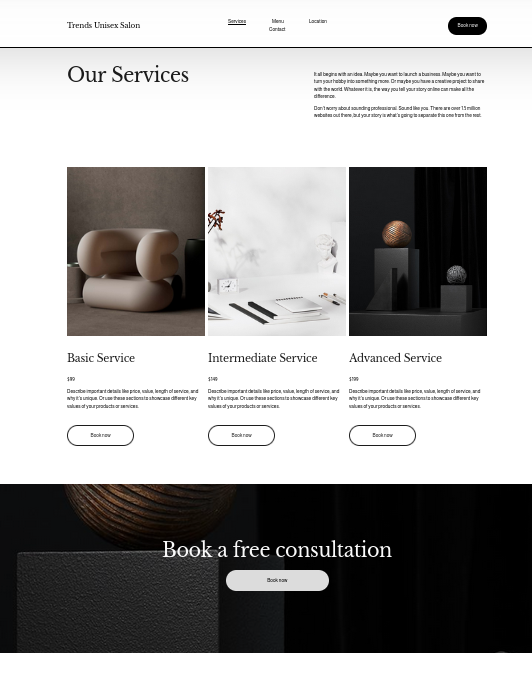 Trends Unisex Salon
Services
Menu
Location
Contact
Book now
Our Services
It all begins with an idea. Maybe you want to launch a business. Maybe you want to
turn your hobby into something more. Or maybe you have a creative project to share
with the world. Whatever it is, the way you tell your story online can make all the
difference.
Don't worry about sounding professional. Sound like you. There are over 1.5 million
websites out there, but your story is what's going to separate this one from the rest.
Basic Service
$99
Describe important details like price, value, length of service, and
why it's unique. Or use these sections to showcase different key
values of your products or services.
Book now
Intermediate Service
$149
Describe important details like price, value, length of service, and
why it's unique. Or use these sections to showcase different key
values of your products or services.
Book now
Advanced Service
$199
Describe important details like price, value, length of service, and
why it's unique. Or use these sections to showcase different key
values of your products or services.
Book now
Book a free consultation
Book now